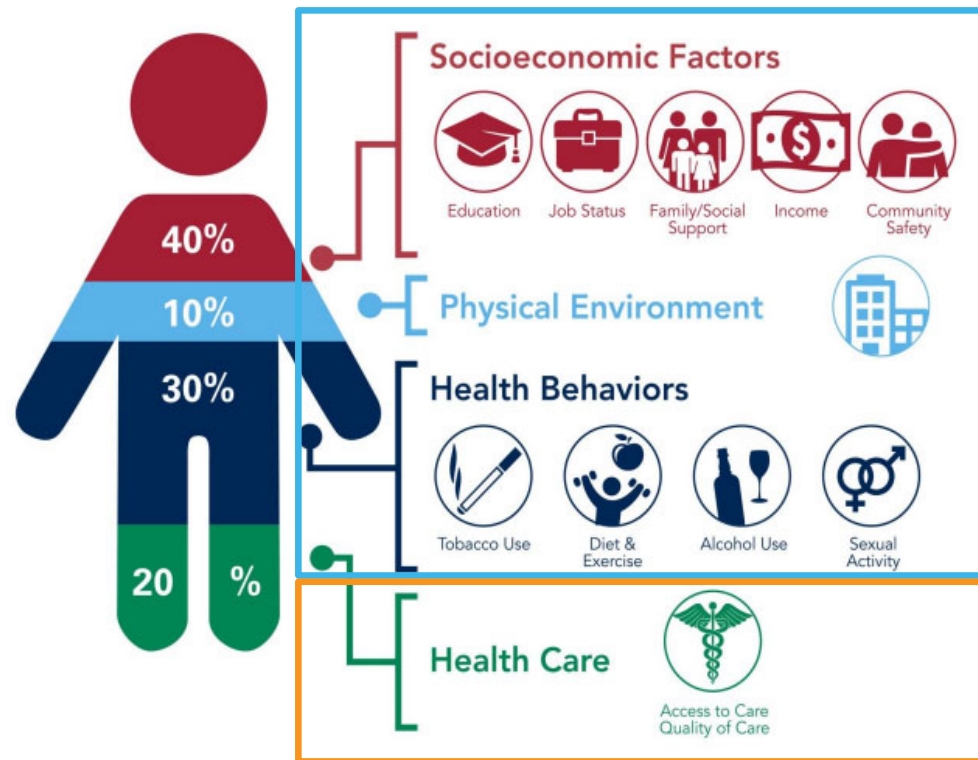 Socioeconomic Factors
$
Education
Job Status
Family/Social
Support
Income
Community
Safety
40%
10%
Physical Environment
30%
Health Behaviors
Tobacco Use
Diet &
Exercise
Alcohol Use
Sexual
Activity
20 %
Health Care
Access to Care
Quality of Care